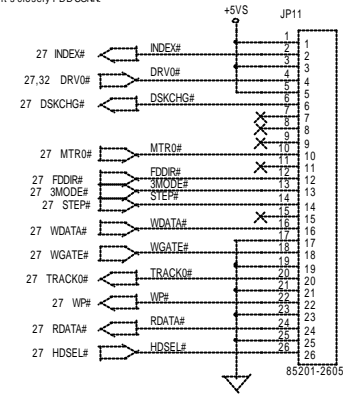 +5VS
JP11
27 INDEX# INDEX#
27,32 DRV0# DRV0#
27 DSKCHG# DSKCHG#
27 MTR0# MTR0#
27 FDDIR# FDDIR#
27 3MODE# 3MODE#
27 STEP# STEP#
27 WDATA# WDATA#
27 WGATE# WGATE#
27 TRACK0# TRACK0#
27 WP# WP#
27 RDATA# RDATA#
27 HDSEL# HDSEL#
1 1
2 2
3 3
4 4
5 5
6 6
7 7
8 8
9 9
10 10
11 11
12 12
13 13
14 14
15 15
16 16
17 17
18 18
19 19
20 20
21 21
22 22
23 23
24 24
25 25
26 26
85201-2605